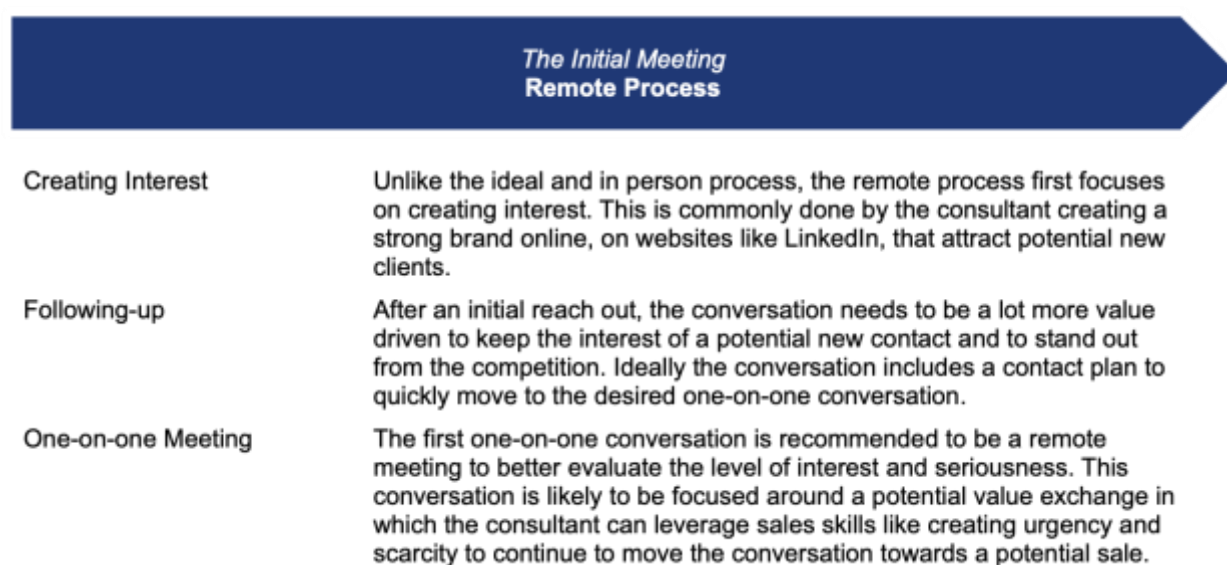 The Initial Meeting
Remote Process
Creating Interest
Unlike the ideal and in person process, the remote process first focuses
on creating interest. This is commonly done by the consultant creating a
strong brand online, on websites like LinkedIn, that attract potential new
clients.
Following-up
After an initial reach out, the conversation needs to be a lot more value
driven to keep the interest of a potential new contact and to stand out
from the competition. Ideally the conversation includes a contact plan to
quickly move to the desired one-on-one conversation.
One-on-one Meeting
The first one-on-one conversation is recommended to be a remote
meeting to better evaluate the level of interest and seriousness. This
conversation is likely to be focused around a potential value exchange in
which the consultant can leverage sales skills like creating urgency and
scarcity to continue to move the conversation towards a potential sale.